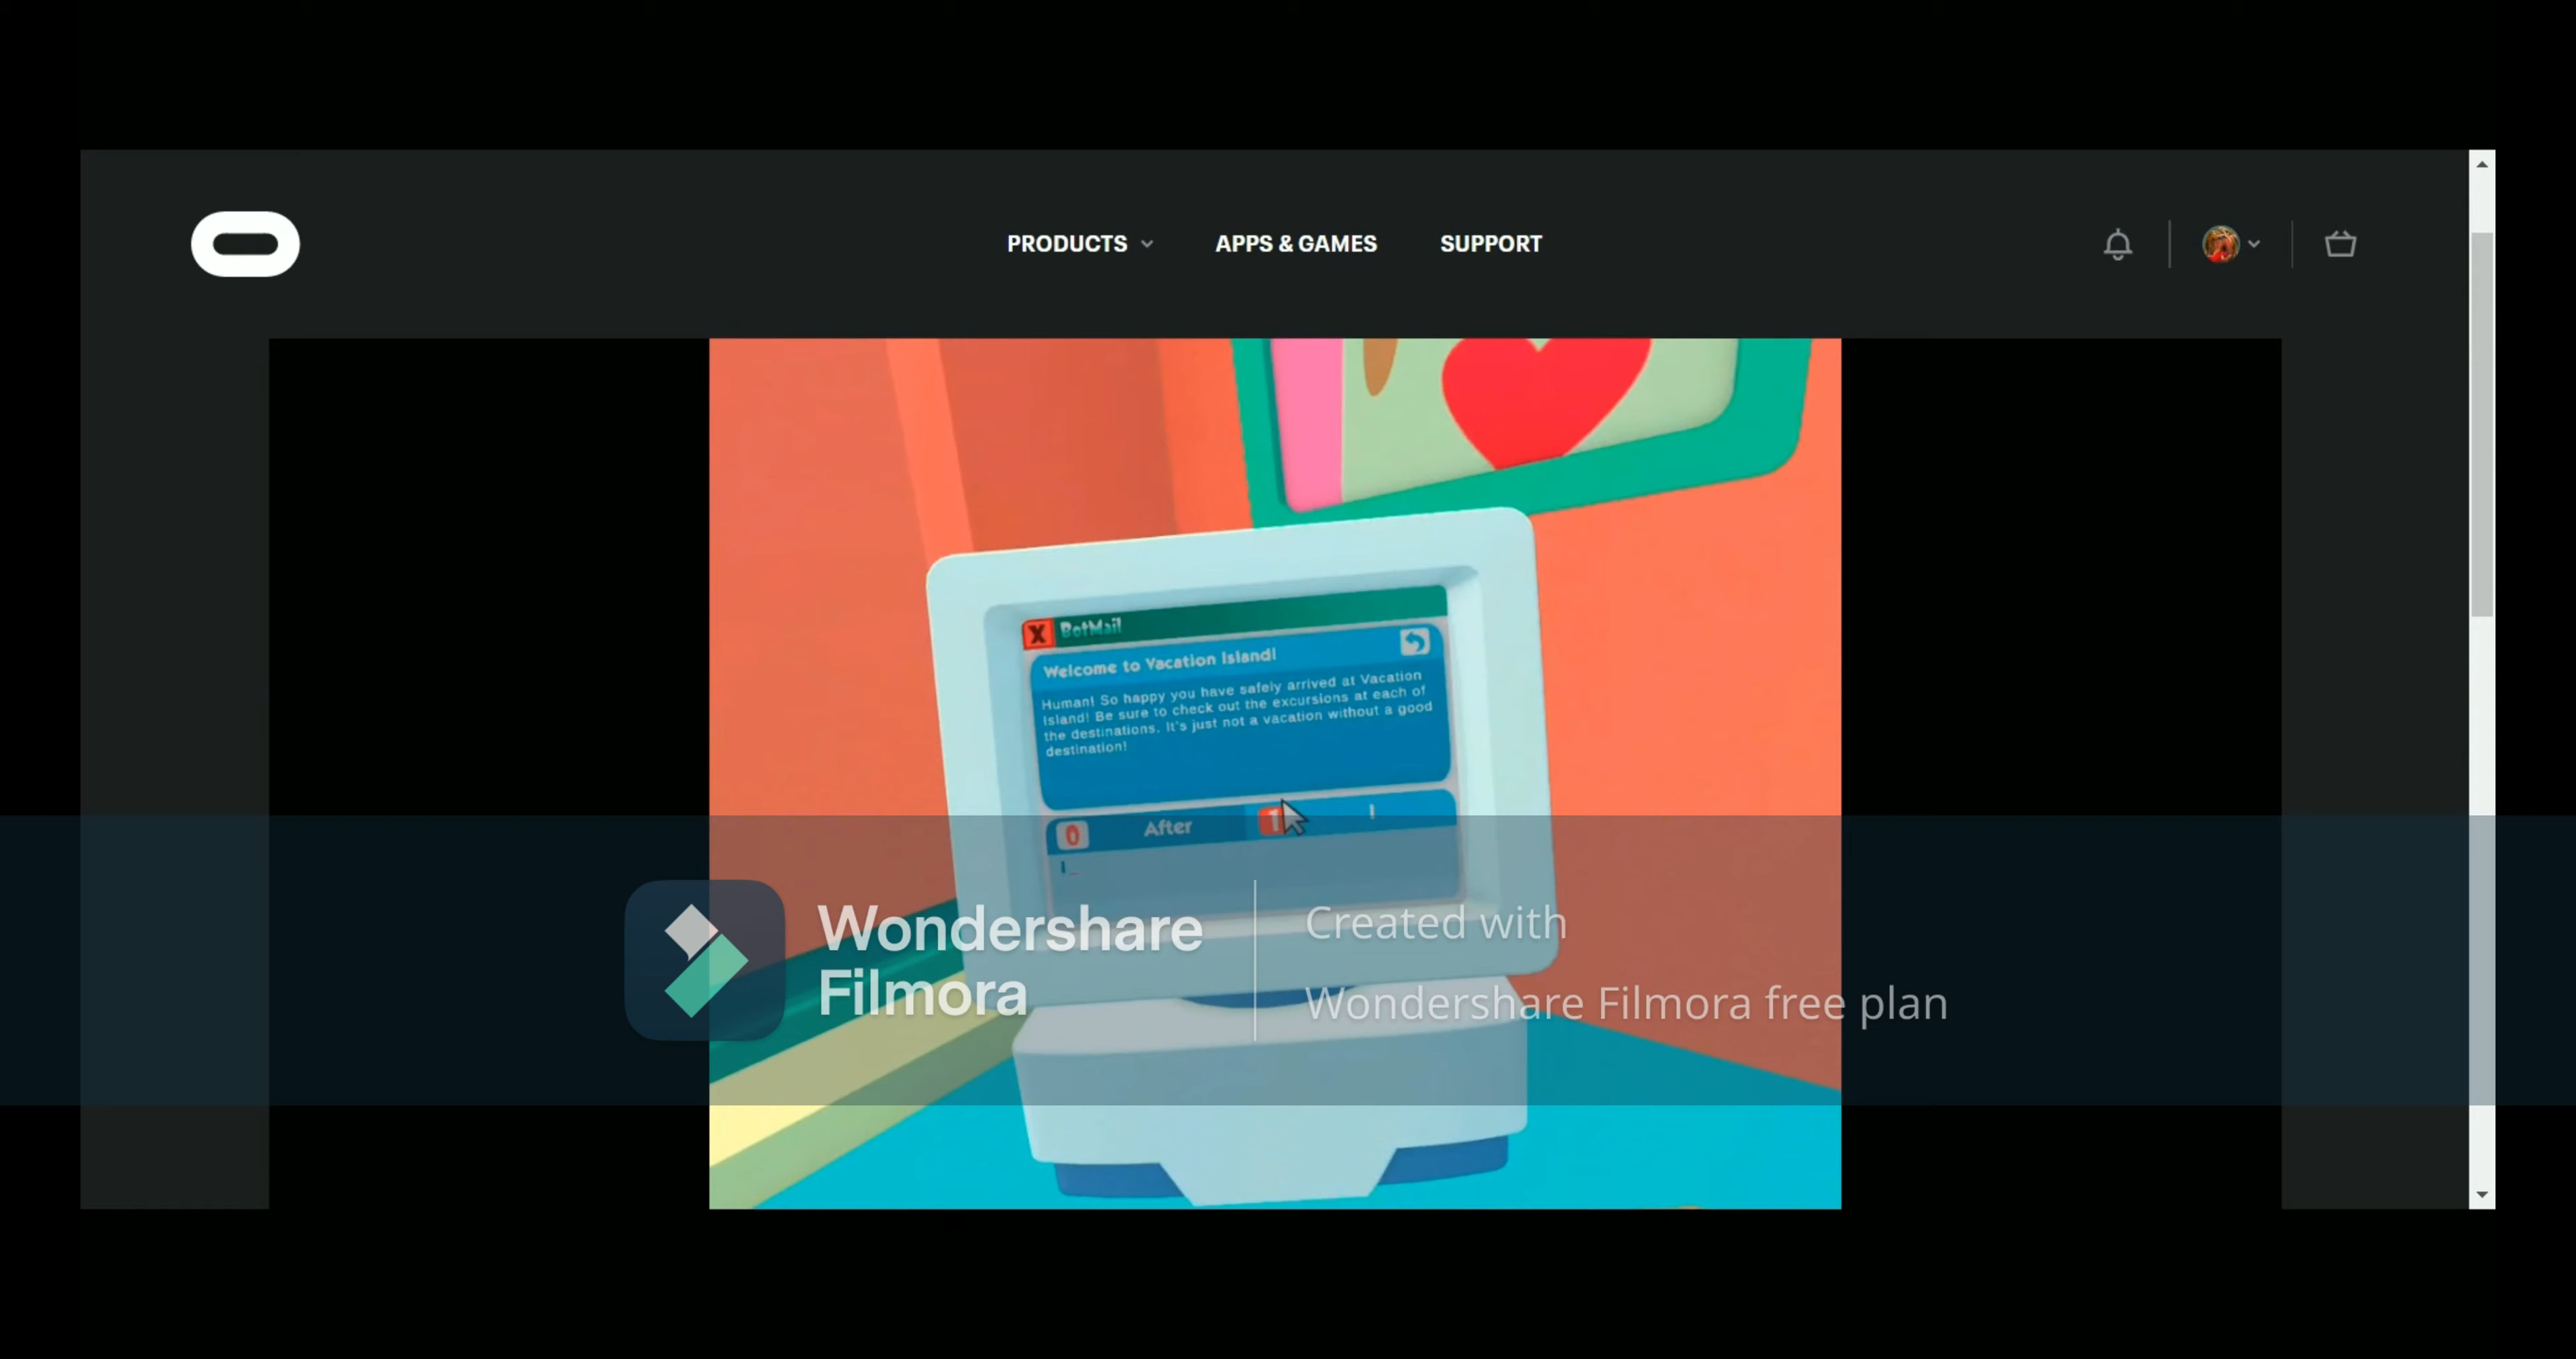 PRODUCTS APPS & GAMES SUPPORT
X BotMail
Welcome to Vacation Island!
Human! So happy you have safely arrived at Vacation
Island! Be sure to check out the excursions at each of
the destinations. It's just not a vacation without a good
destination!
0 After 1 I
I_
Wondershare
Filmora
Created with
Wondershare Filmora free plan